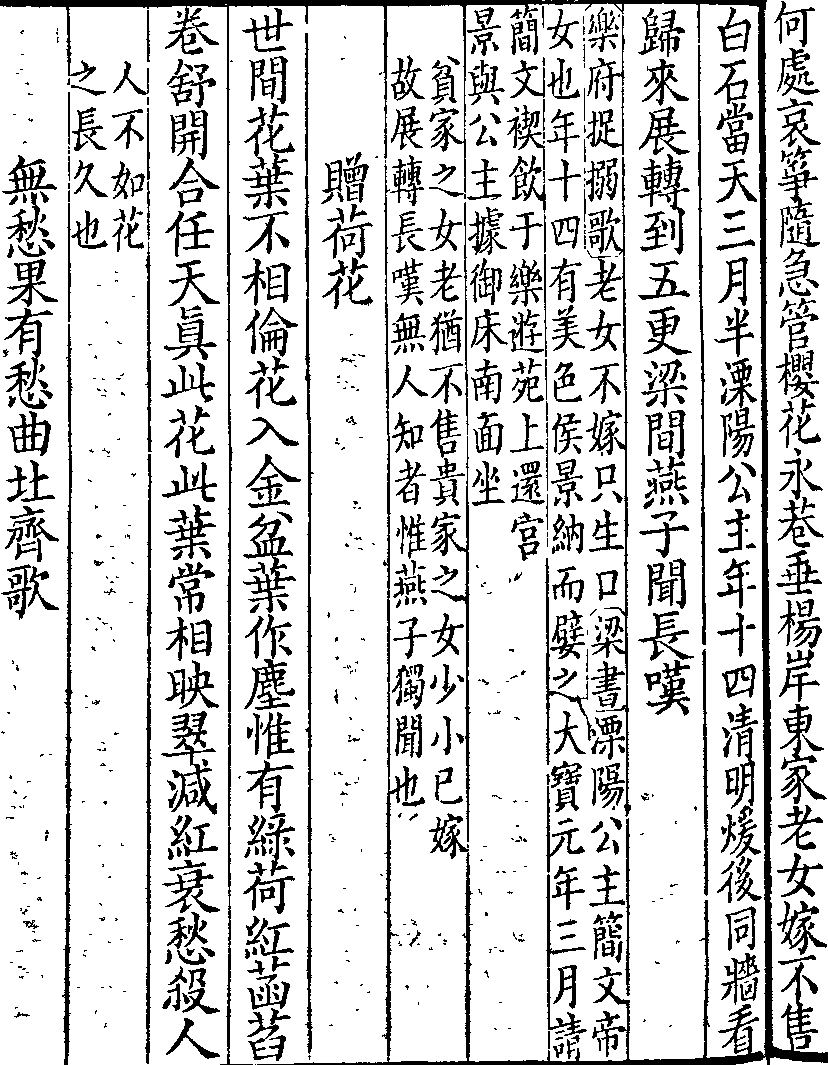 何處哀箏隨急管櫻花永巷垂楊岸東家老女嫁不售
白石當天三月半溧陽公主年十四清明煖後同牆看
歸來展轉到五更梁間燕子聞長嘆
樂府捉搦歌老女不嫁只生口梁書溧陽公主簡文帝
女也年十四有美色侯景納而嬖之大寶元年三月請
簡文禊飲于樂遊苑上還宫
景與公主據御床南面坐
貧家之女老猶不售貴家之女少小已嫁
故展轉長嘆無人知者惟燕子獨聞也
贈荷花
世間花葉不相倫花入金盆葉作塵惟有綠荷紅菡萏
卷舒開合任天真此花此葉常相映翠減紅衰愁殺人
人不如花
之長久也
無愁果有愁曲北齊歌